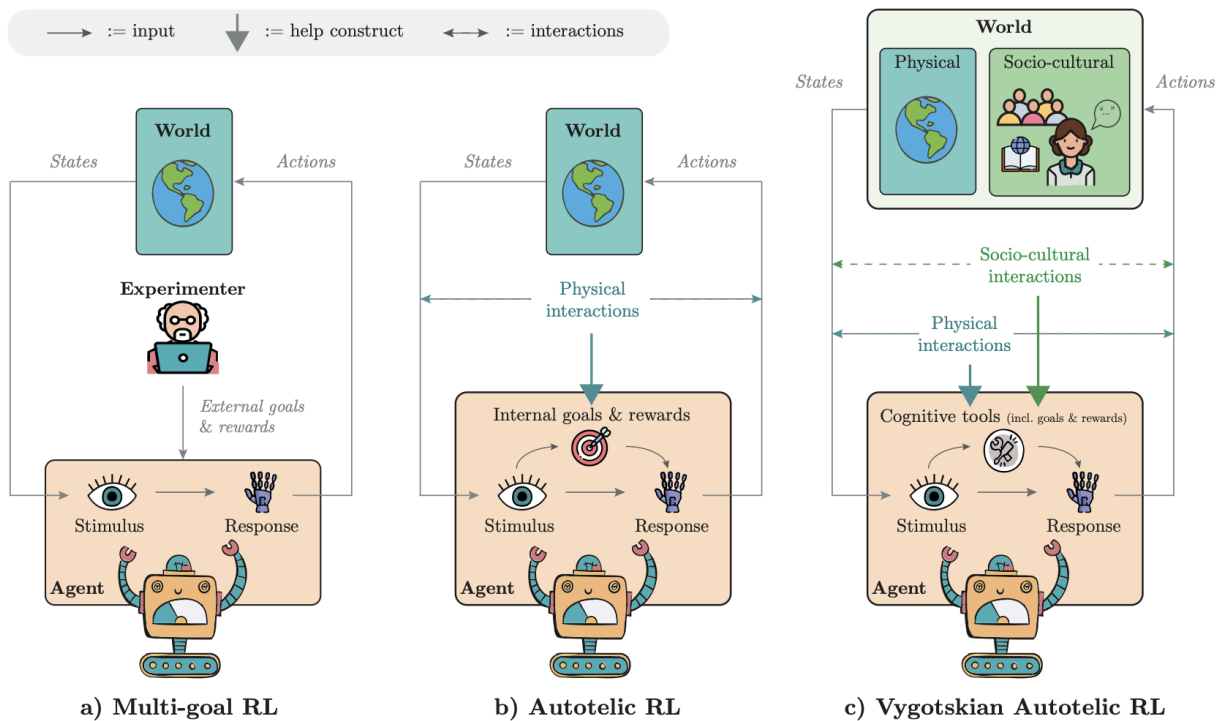 := input
:= help construct
:= interactions
World
States
Actions
Experimenter
External goals
& rewards
Stimulus
Response
Agent
a) Multi-goal RL
World
States
Actions
Physical
interactions
Internal goals & rewards
Stimulus
Response
Agent
b) Autotelic RL
World
Physical
Socio-cultural
"..."
States
Actions
Socio-cultural
interactions
Physical
interactions
Cognitive tools (incl. goals & rewards)
Stimulus
Response
Agent
c) Vygotskian Autotelic RL